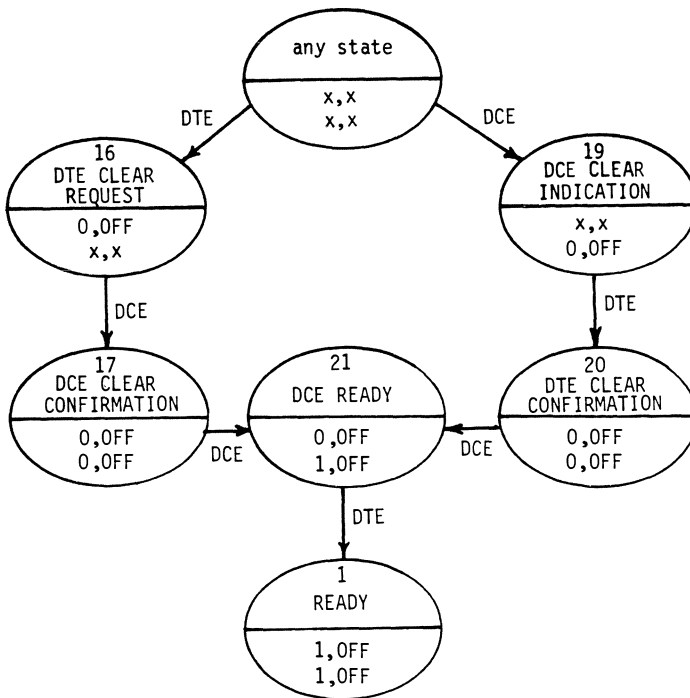 any state
x,x
x,x
DTE
DCE
16
DTE CLEAR
REQUEST
0,OFF
x,x
19
DCE CLEAR
INDICATION
x,x
0,OFF
DCE
DTE
17
DCE CLEAR
CONFIRMATION
0,OFF
0,OFF
DCE
21
DCE READY
0,OFF
1,OFF
DCE
20
DTE CLEAR
CONFIRMATION
0,OFF
0,OFF
DTE
1
READY
1,OFF
1,OFF